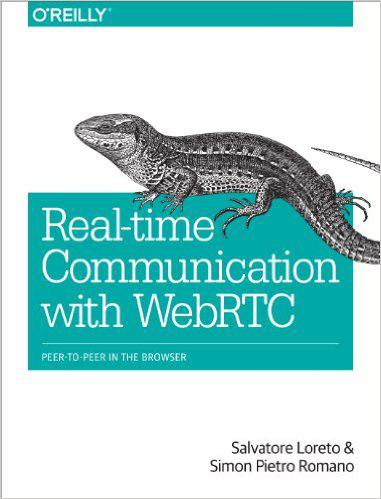 O'REILLY®
Real-time
Communication
with WebRTC
PEER-TO-PEER IN THE BROWSER
Salvatore Loreto &
Simon Pietro Romano